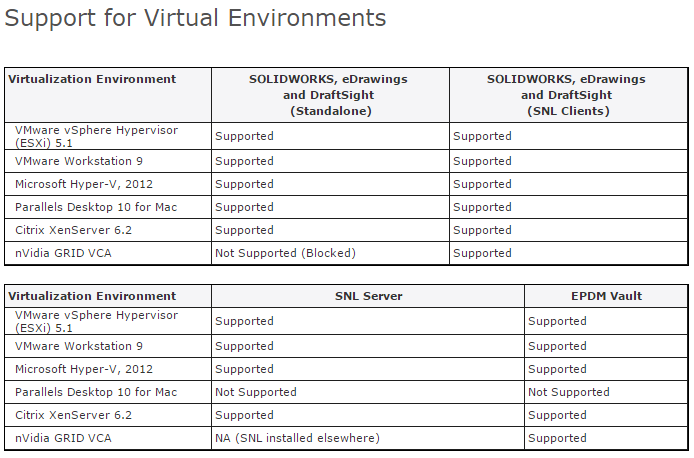 Support for Virtual Environments
Virtualization Environment SOLIDWORKS, eDrawings and DraftSight (Standalone) SOLIDWORKS, eDrawings and DraftSight (SNL Clients)
VMware vSphere Hypervisor (ESXi) 5.1 Supported Supported
VMware Workstation 9 Supported Supported
Microsoft Hyper-V, 2012 Supported Supported
Parallels Desktop 10 for Mac Supported Supported
Citrix XenServer 6.2 Supported Supported
nVidia GRID VCA Not Supported (Blocked) Supported
Virtualization Environment SNL Server EPDM Vault
VMware vSphere Hypervisor (ESXi) 5.1 Supported Supported
VMware Workstation 9 Supported Supported
Microsoft Hyper-V, 2012 Supported Supported
Parallels Desktop 10 for Mac Not Supported Not Supported
Citrix XenServer 6.2 Supported Supported
nVidia GRID VCA NA (SNL installed elsewhere) Supported